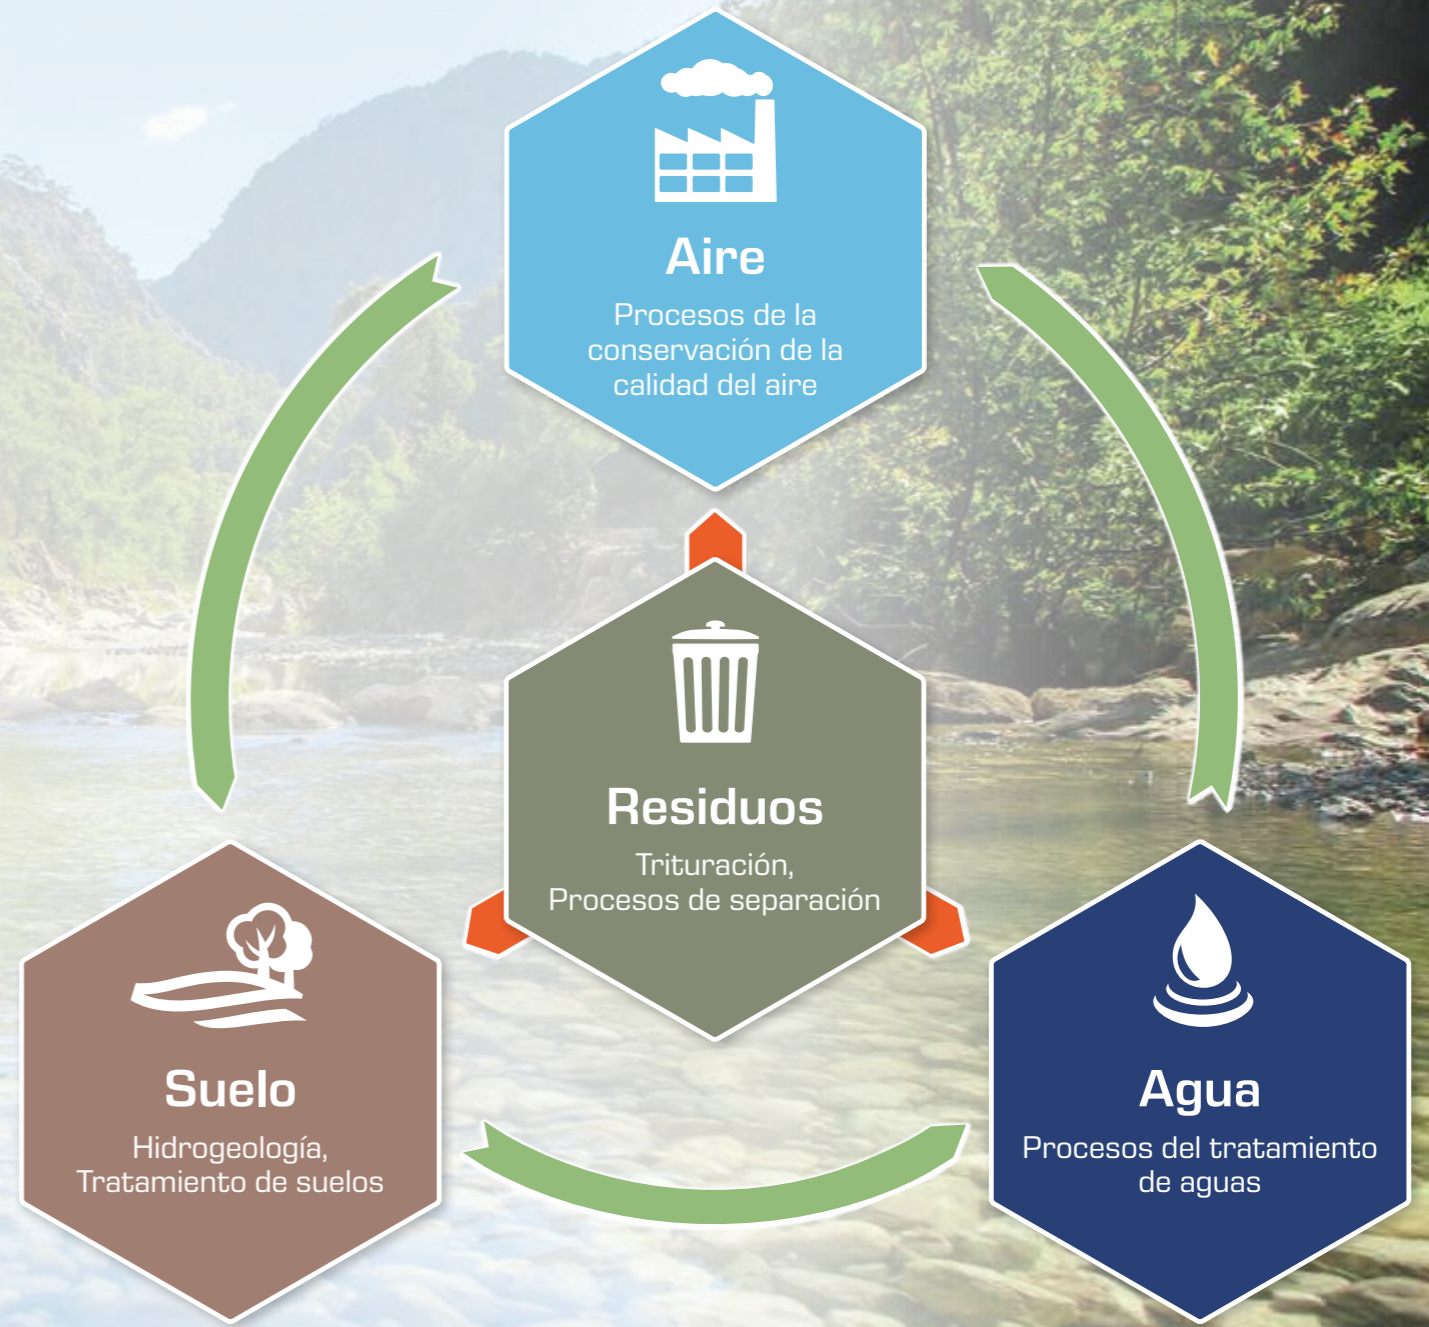 Aire
Procesos de la
conservación de la
calidad del aire
Residuos
Trituración,
Procesos de separación
Suelo
Hidrogeología,
Tratamiento de suelos
Agua
Procesos del tratamiento
de aguas